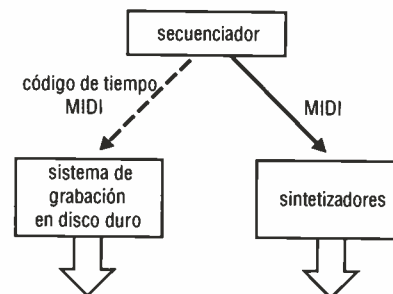 secuenciador
código de tiempo
MIDI
MIDI
sistema de
grabación
en disco duro
sintetizadores